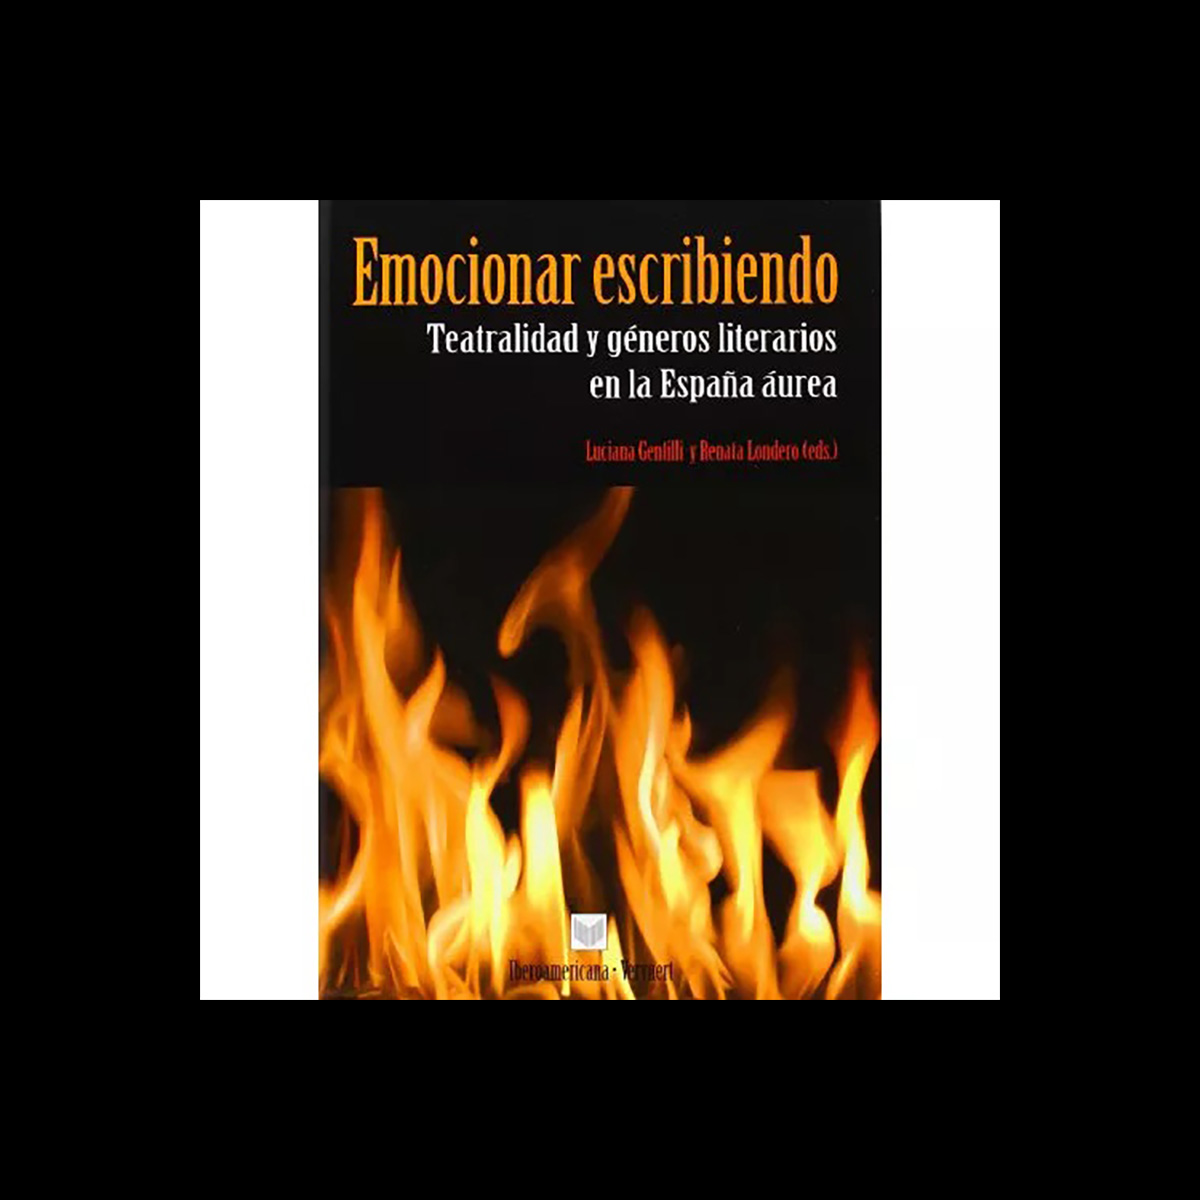 Emocionar escribiendo
Teatralidad y géneros literarios
en la España áurea
Luciana Gentilli y Renata Londero (eds.)
Iberoamericana · Vervuert